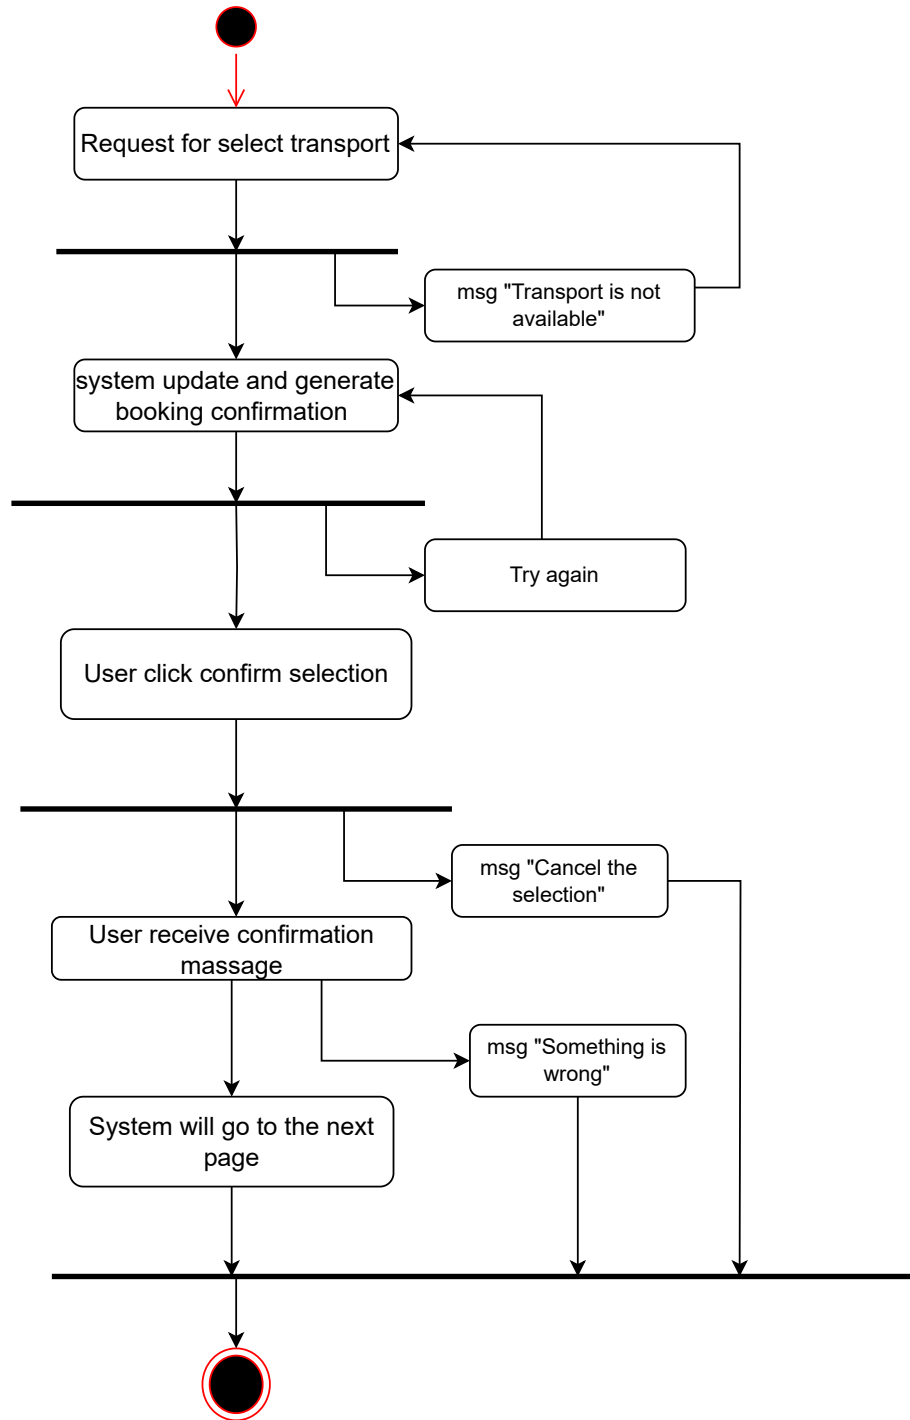 Request for select transport
msg "Transport is not
available"
system update and generate
booking confirmation
Try again
User click confirm selection
msg "Cancel the
selection"
User receive confirmation
massage
msg "Something is
wrong"
System will go to the next
page